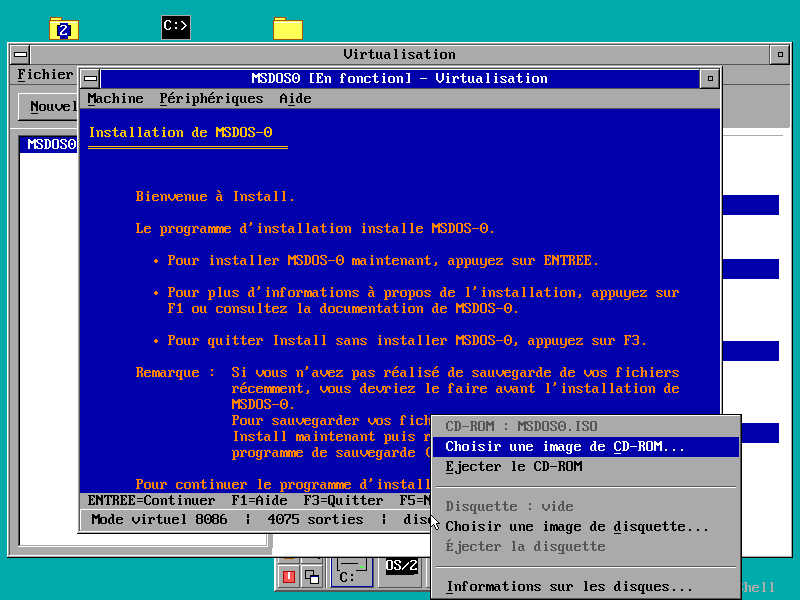 2
C:>
Virtualisation
Fichier
Nouvel
MSDOS0
MSDOS0 [En fonction] - Virtualisation
Machine Périphériques Aide
Installation de MSDOS-0
Bienvenue à Install.
Le programme d'installation installe MSDOS-0.
• Pour installer MSDOS-0 maintenant, appuyez sur ENTREE.
• Pour plus d'informations à propos de l'installation, appuyez sur
F1 ou consultez la documentation de MSDOS-0.
• Pour quitter Install sans installer MSDOS-0, appuyez sur F3.
Remarque : Si vous n'avez pas réalisé de sauvegarde de vos fichiers
récemment, vous devriez le faire avant l'installation de
MSDOS-0.
Pour sauvegarder vos fich
Install maintenant puis r
programme de sauvegarde (
Pour continuer le programme d'install
ENTREE=Continuer F1=Aide F3=Quitter F5=N
Mode virtuel 8086 ¦ 4075 sorties ¦ disq
CD-ROM : MSDOS0.ISO
Choisir une image de CD-ROM...
Ejecter le CD-ROM
Disquette : vide
Choisir une image de disquette...
Éjecter la disquette
Informations sur les disques...
C:
OS/2
Shell